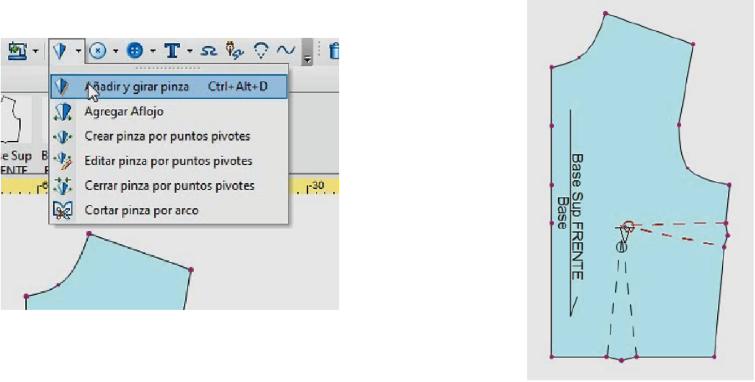 Añadir y girar pinza Ctrl+Alt+D
Agregar Aflojo
Crear pinza por puntos pivotes
Editar pinza por puntos pivotes
Cerrar pinza por puntos pivotes
Cortar pinza por arco
e Sup B
-30
Base Sup FRENTE
Base